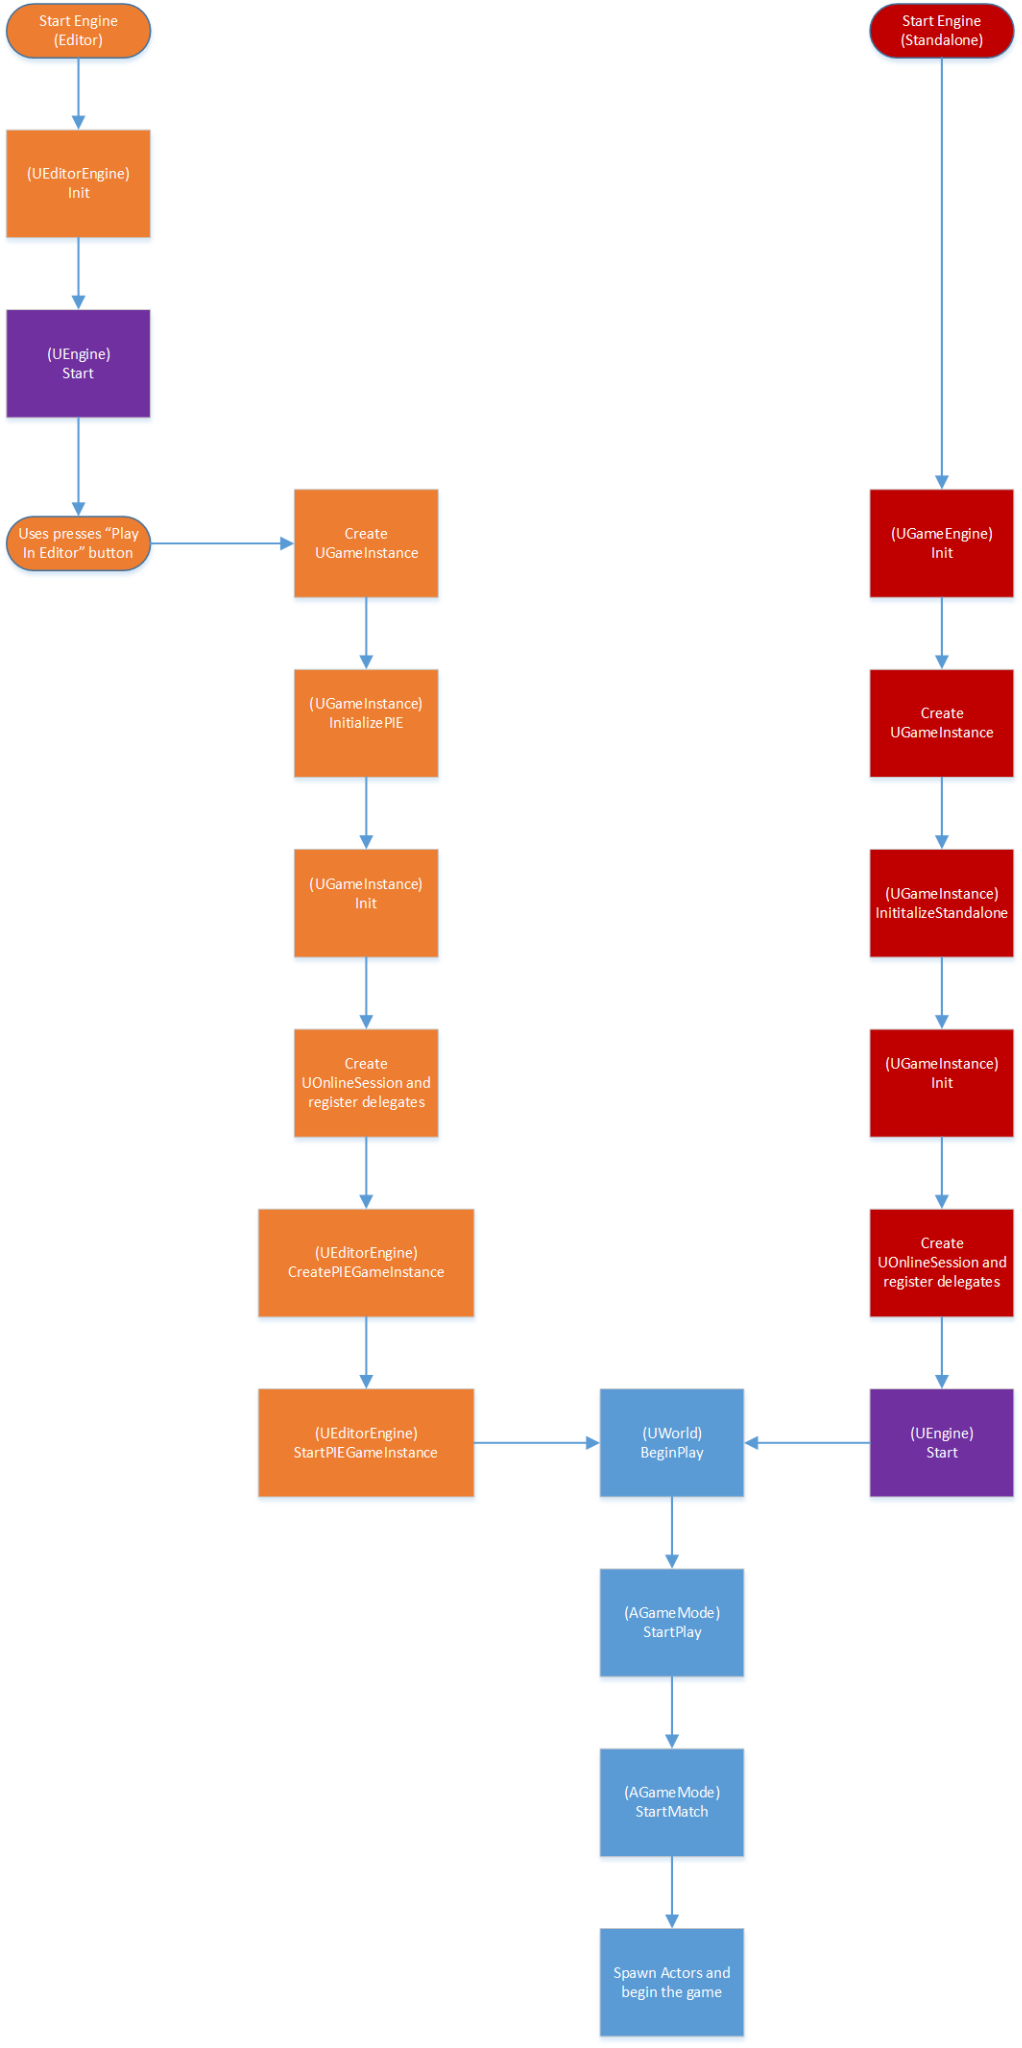 Start Engine
(Editor)
(UEditorEngine)
Init
(UEngine)
Start
Uses presses “Play
In Editor” button
Create
UGameInstance
(UGameInstance)
InitializePIE
(UGameInstance)
Init
Create
UOnlineSession and
register delegates
(UEditorEngine)
CreatePIEGameInstance
(UEditorEngine)
StartPIEGameInstance
Start Engine
(Standalone)
(UGameEngine)
Init
Create
UGameInstance
(UGameInstance)
InititalizeStandalone
(UGameInstance)
Init
Create
UOnlineSession and
register delegates
(UEngine)
Start
(UWorld)
BeginPlay
(AGameMode)
StartPlay
(AGameMode)
StartMatch
Spawn Actors and
begin the game